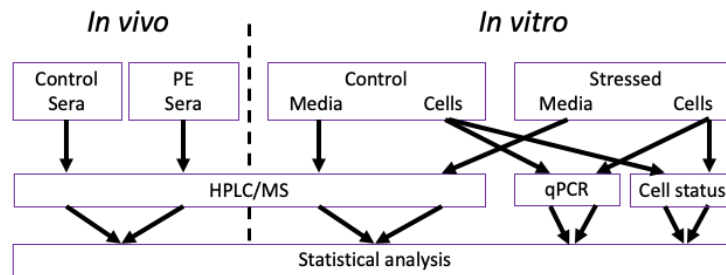 In vivo In vitro
Control PE Control Stressed
Sera Sera Media Cells Media Cells
HPLC/MS qPCR Cell status
Statistical analysis